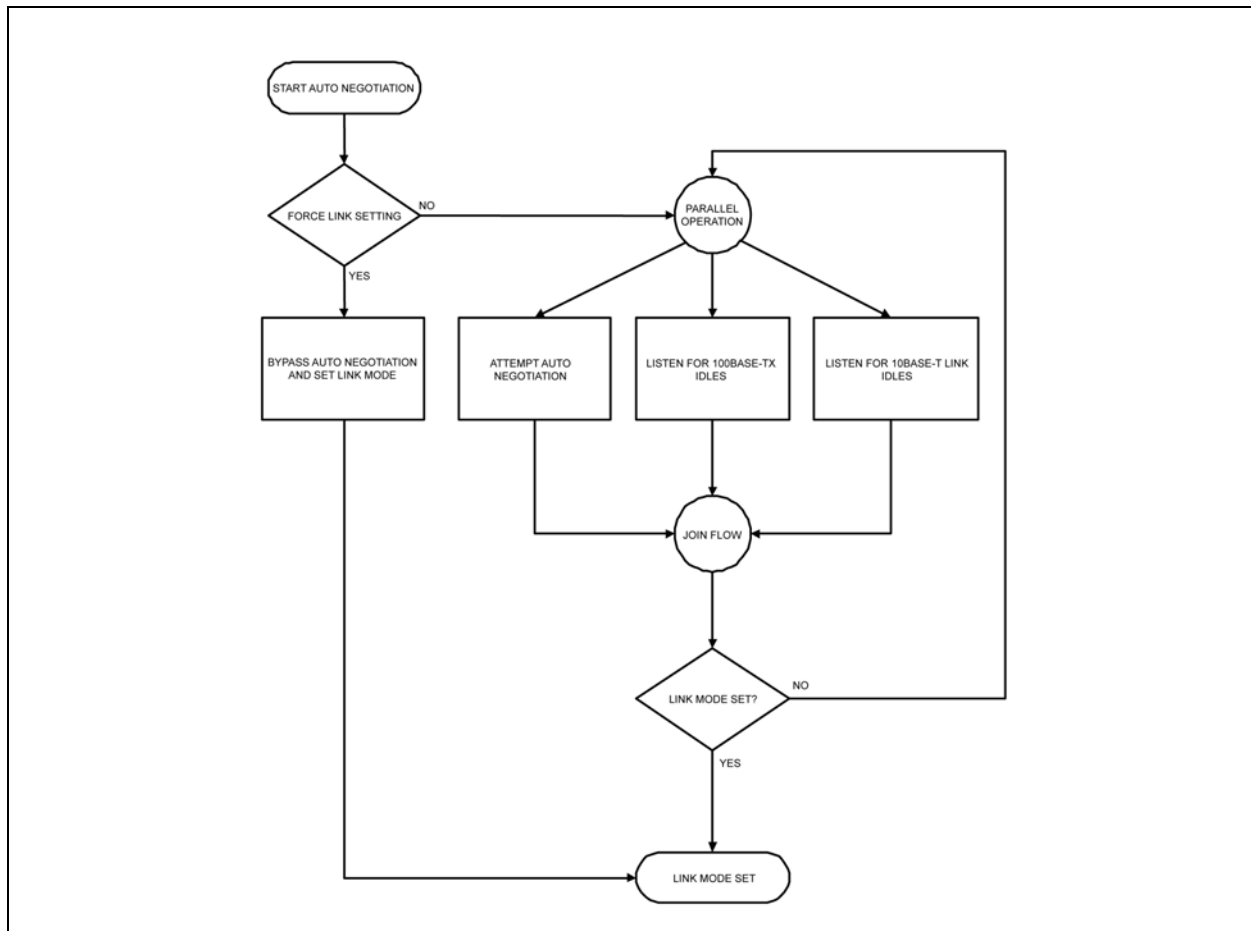 START AUTO NEGOTIATION
FORCE LINK SETTING
NO
PARALLEL
OPERATION
YES
BYPASS AUTO NEGOTIATION
AND SET LINK MODE
ATTEMPT AUTO
NEGOTIATION
LISTEN FOR 100BASE-TX
IDLES
LISTEN FOR 10BASE-T LINK
IDLES
JOIN FLOW
LINK MODE SET?
NO
YES
LINK MODE SET